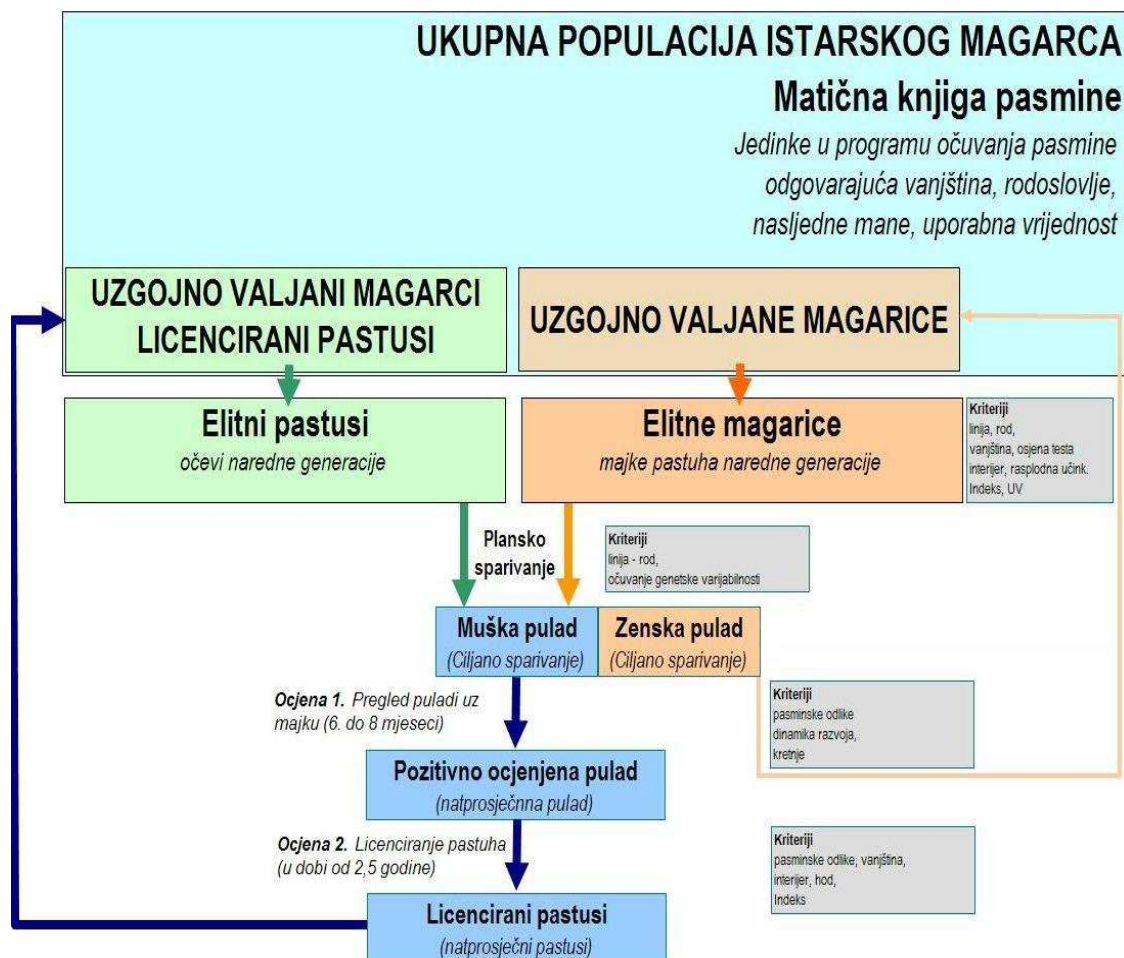 UKUPNA POPULACIJA ISTARSKOG MAGARCA
Matična knjiga pasmine
Jedinke u programu očuvanja pasmine
odgovarajuća vanjština, rodoslovlje,
nasljedne mane, uporabna vrijednost
UZGOJNO VALJANI MAGARCI
LICENCIRANI PASTUSI
UZGOJNO VALJANE MAGARICE
Elitni pastusi
očevi naredne generacije
Elitne magarice
majke pastuha naredne generacije
Kriteriji
linija, rod,
vanjština, osjena testa
interijer, rasplodna učink.
Indeks, UV
Plansko
sparivanje
Kriteriji
linija - rod,
očuvanje genetske varijabilnosti
Muška pulad
(Ciljano sparivanje)
Zenska pulad
(Ciljano sparivanje)
Ocjena 1. Pregled puladi uz
majku (6. do 8 mjeseci)
Kriteriji
pasminske odlike
dinamika razvoja,
kretnje
Pozitivno ocjenjena pulad
(natprosječnna pulad)
Ocjena 2. Licenciranje pastuha
(u dobi od 2,5 godine)
Kriteriji
pasminske odlike, vanjština,
interijer, hod,
Indeks
Licencirani pastusi
(natprosječni pastusi)